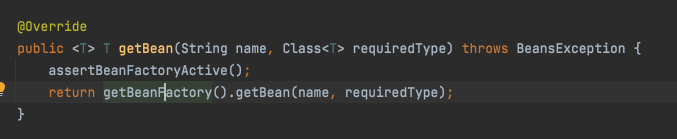 @Override
public <T> T getBean(String name, Class<T> requiredType) throws BeansException {
    assertBeanFactoryActive();
    return getBeanFactory().getBean(name, requiredType);
}